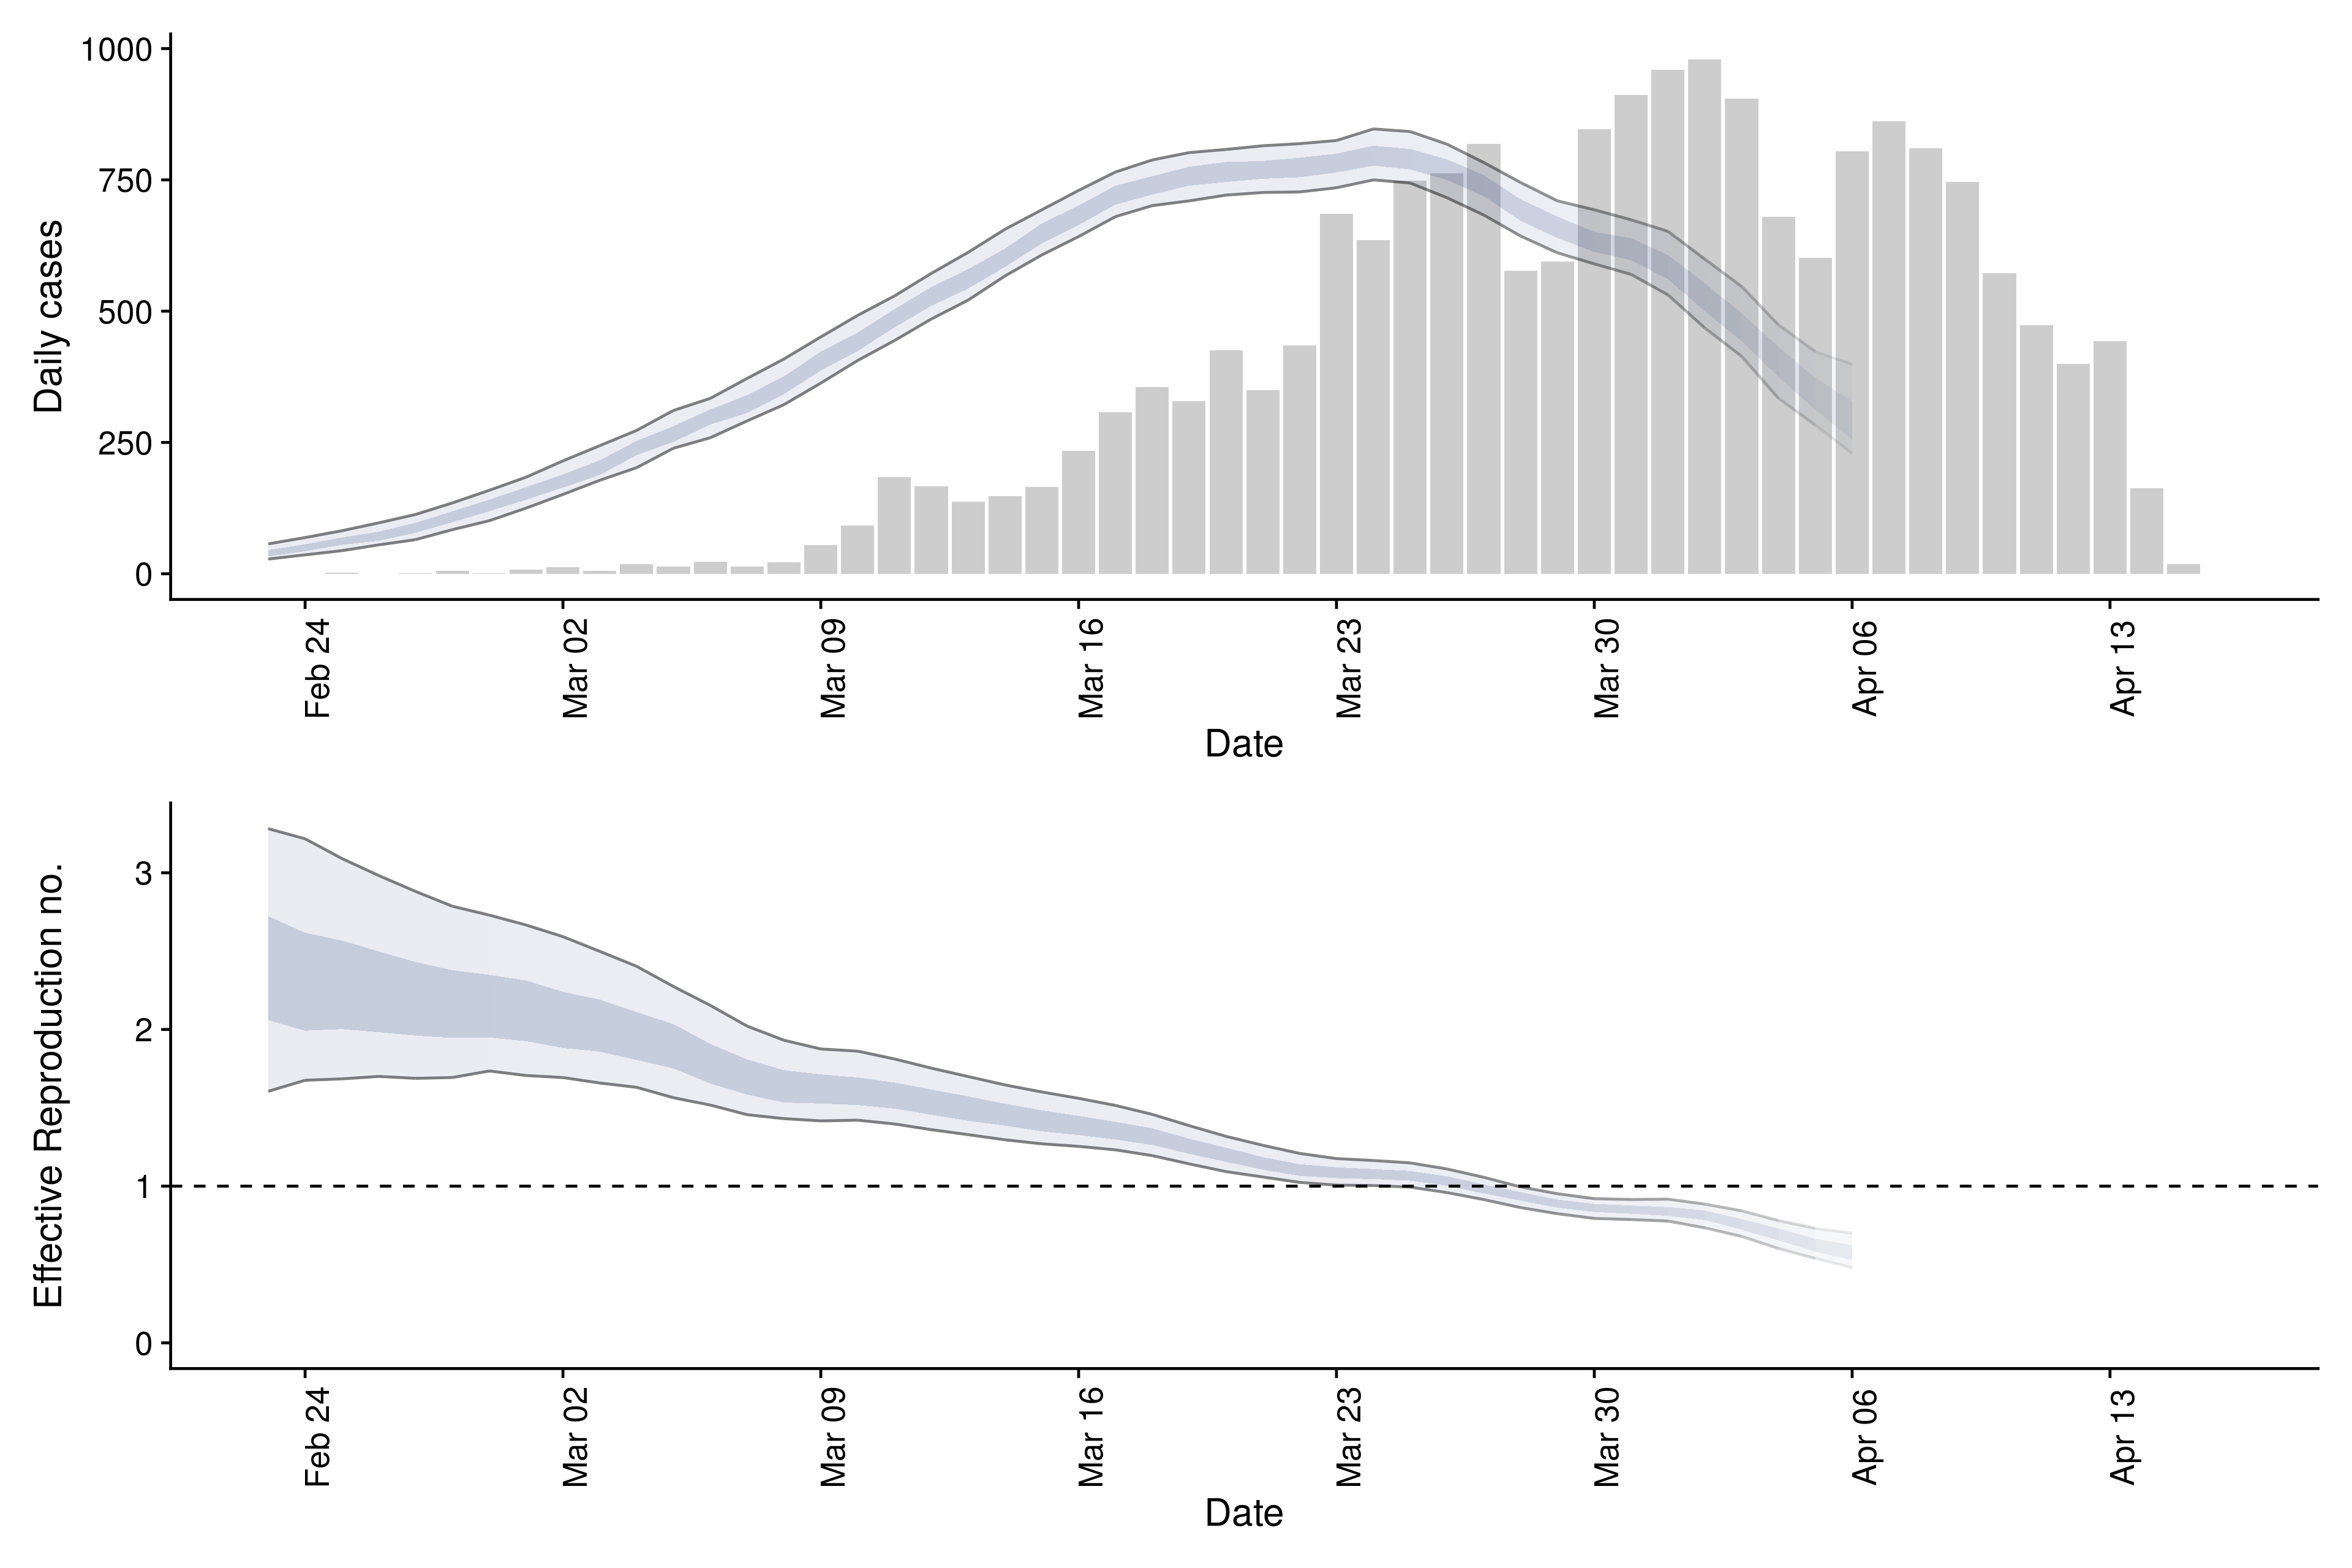 1000
750
500
250
0
Daily cases
Feb 24
Mar 02
Mar 09
Mar 16
Mar 23
Mar 30
Apr 06
Apr 13
Date
3
2
1
0
Effective Reproduction no.
Feb 24
Mar 02
Mar 09
Mar 16
Mar 23
Mar 30
Apr 06
Apr 13
Date